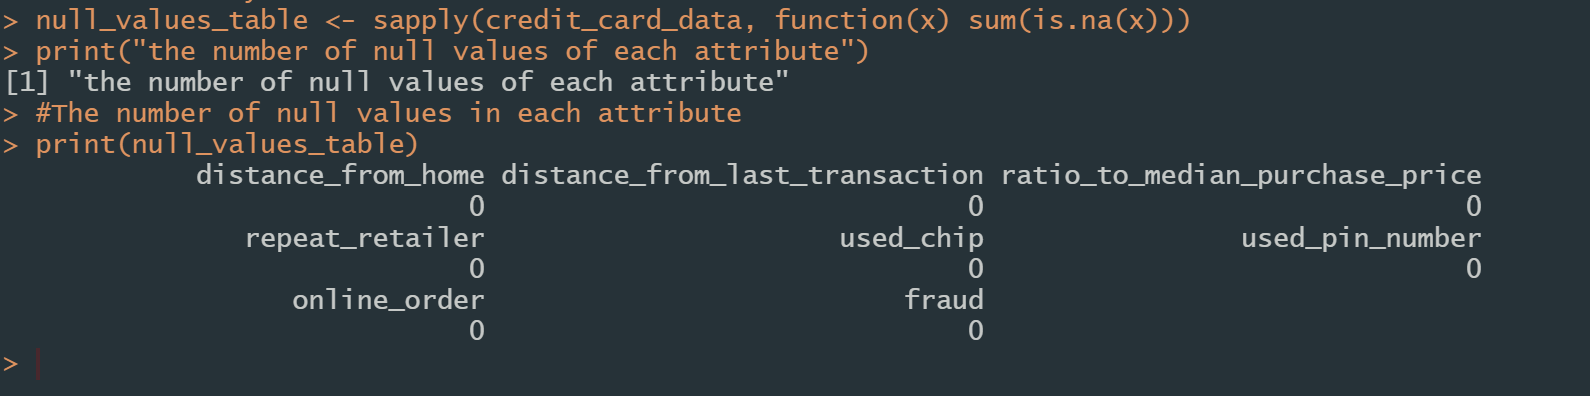 > null_values_table <- sapply(credit_card_data, function(x) sum(is.na(x)))
> print("the number of null values of each attribute")
[1] "the number of null values of each attribute"
> #The number of null values in each attribute
> print(null_values_table)
distance_from_home distance_from_last_transaction ratio_to_median_purchase_price
0 0 0
repeat_retailer used_chip used_pin_number
0 0 0
online_order fraud
0 0
>